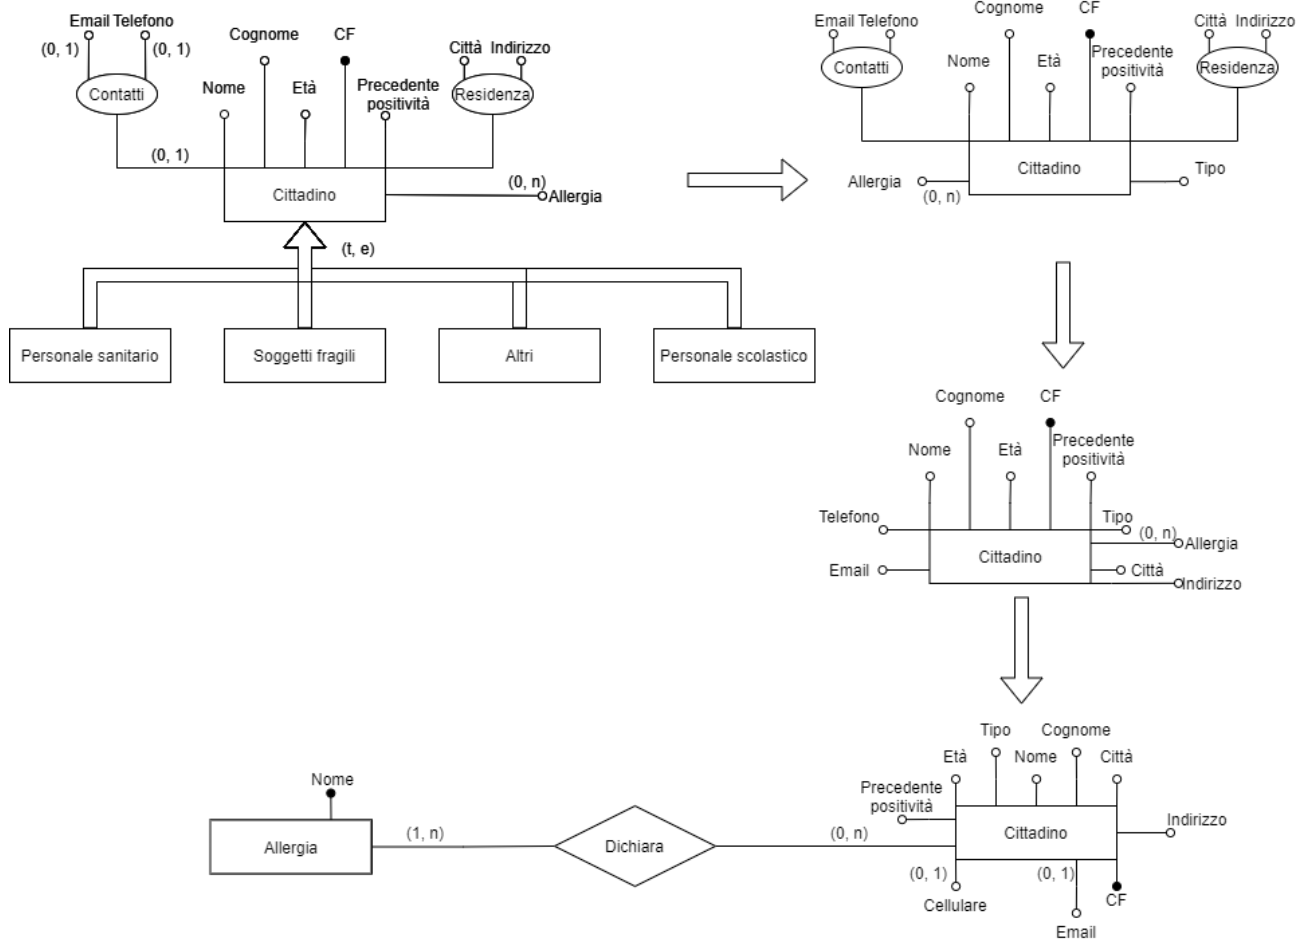 Email Telefono
(0, 1)
(0, 1)
Contatti
Cognome
CF
Nome
Età
Precedente
positività
Città Indirizzo
Residenza
(0, 1)
Cittadino
(0, n)
Allergia
(t, e)
Personale sanitario
Soggetti fragili
Altri
Personale scolastico
Email Telefono
Contatti
Cognome
CF
Nome
Età
Precedente
positività
Città Indirizzo
Residenza
Allergia
(0, n)
Cittadino
Tipo
Cognome
CF
Nome
Età
Precedente
positività
Telefono
Tipo
(0, n)
Allergia
Email
Cittadino
Città
Indirizzo
Nome
Allergia
(1, n)
Dichiara
(0, n)
Tipo
Cognome
Età
Nome
Città
Precedente
positività
Cittadino
Indirizzo
(0, 1)
(0, 1)
CF
Cellulare
Email